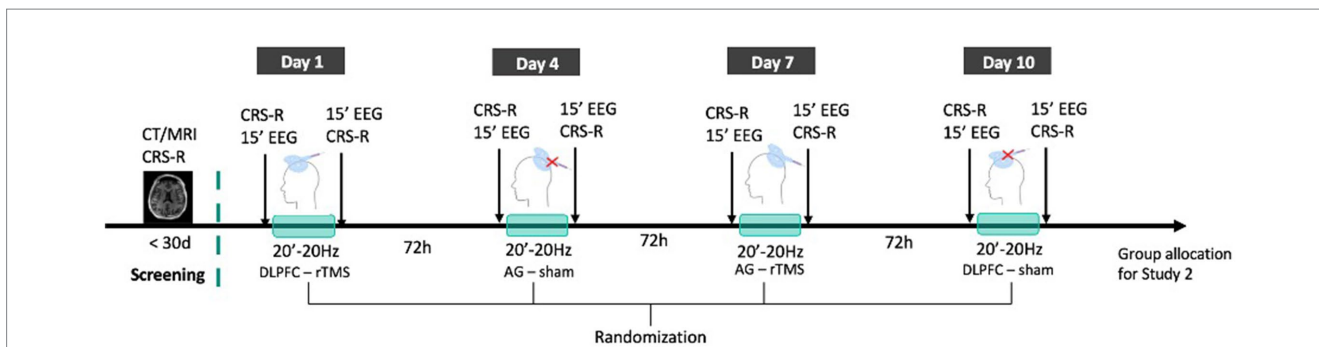 Day 1
Day 4
Day 7
Day 10
CT/MRI
CRS-R
CRS-R
15’ EEG
15’ EEG
CRS-R
CRS-R
15’ EEG
15’ EEG
CRS-R
CRS-R
15’ EEG
15’ EEG
CRS-R
CRS-R
15’ EEG
15’ EEG
CRS-R
< 30d
Screening
20’-20Hz
DLPFC – rTMS
72h
20’-20Hz
AG – sham
72h
20’-20Hz
AG – rTMS
72h
20’-20Hz
DLPFC – sham
Group allocation
for Study 2
Randomization